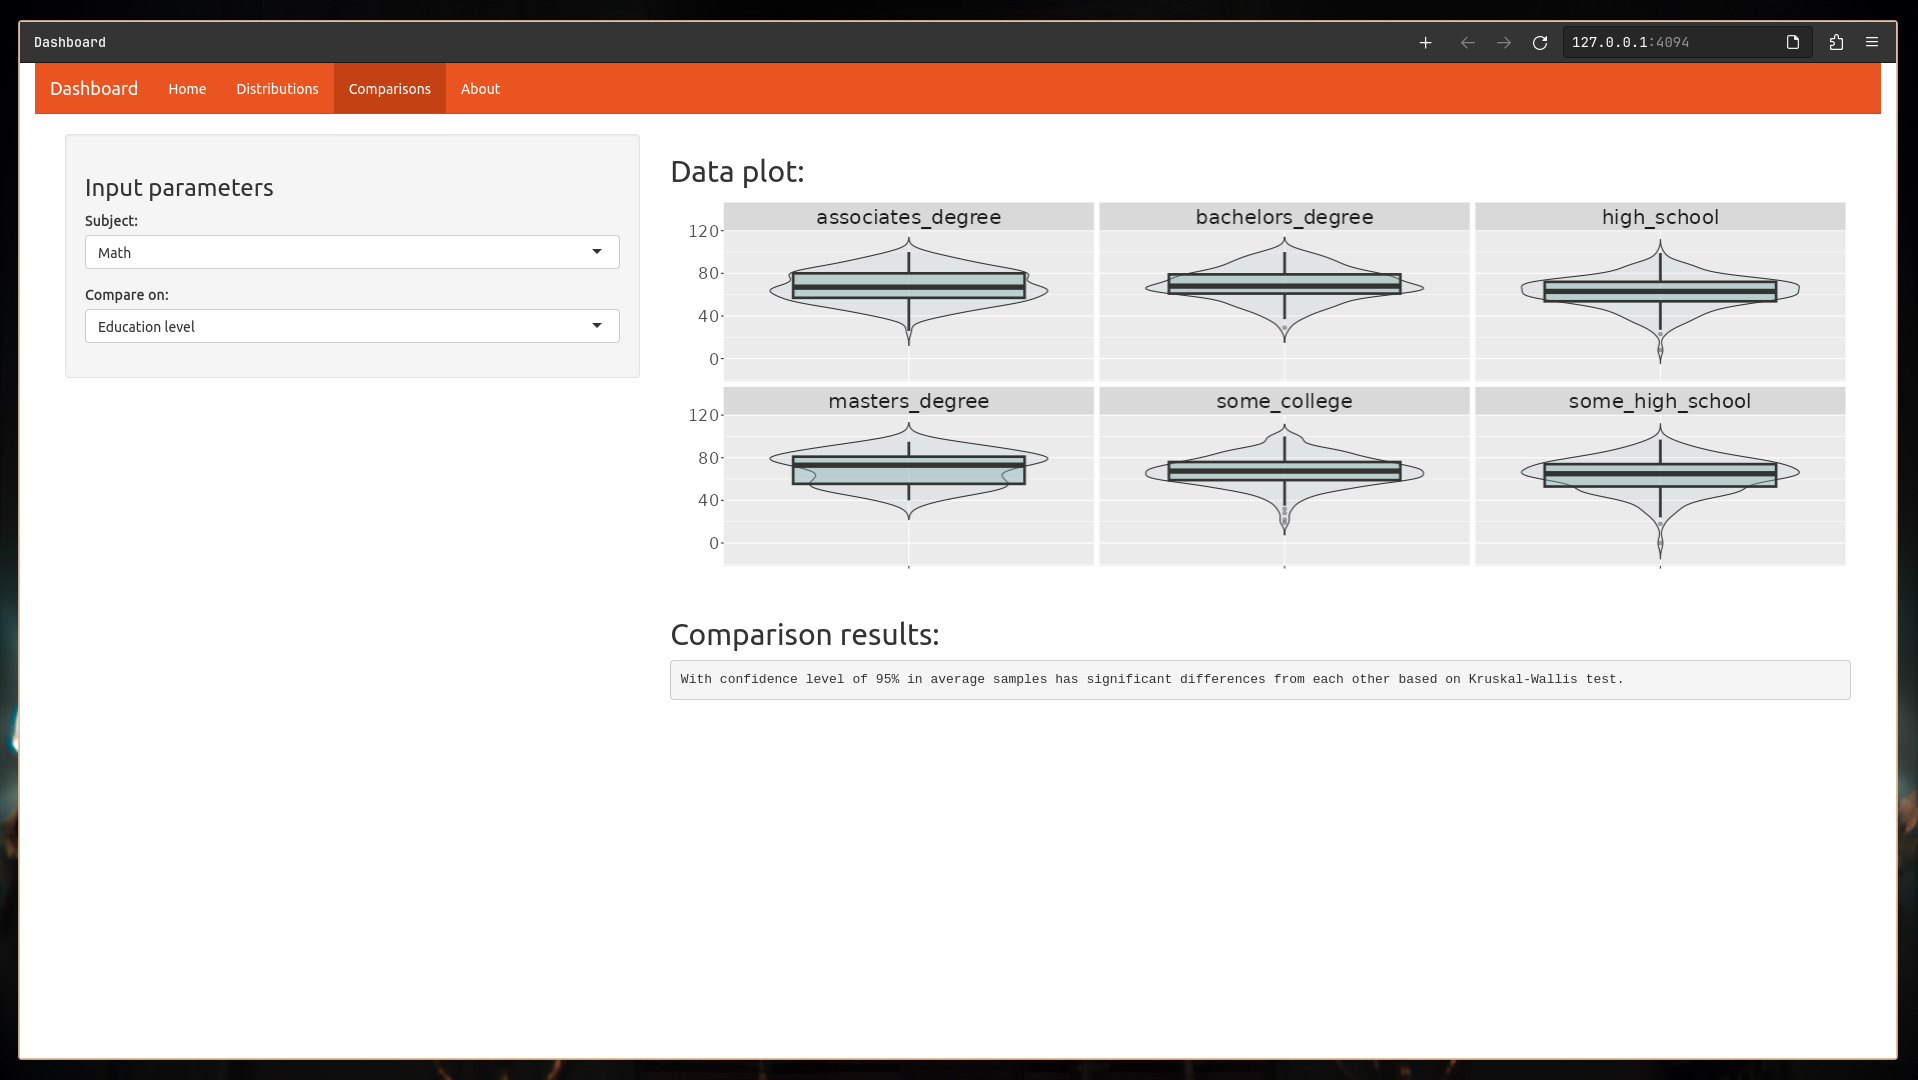 Dashboard
127.0.0.1:4094
Dashboard Home Distributions Comparisons About
Input parameters
Subject:
Math
Compare on:
Education level
Data plot:
associates_degree bachelors_degree high_school
120
80
40
0
masters_degree some_college some_high_school
120
80
40
0
Comparison results:
With confidence level of 95% in average samples has significant differences from each other based on Kruskal-Wallis test.